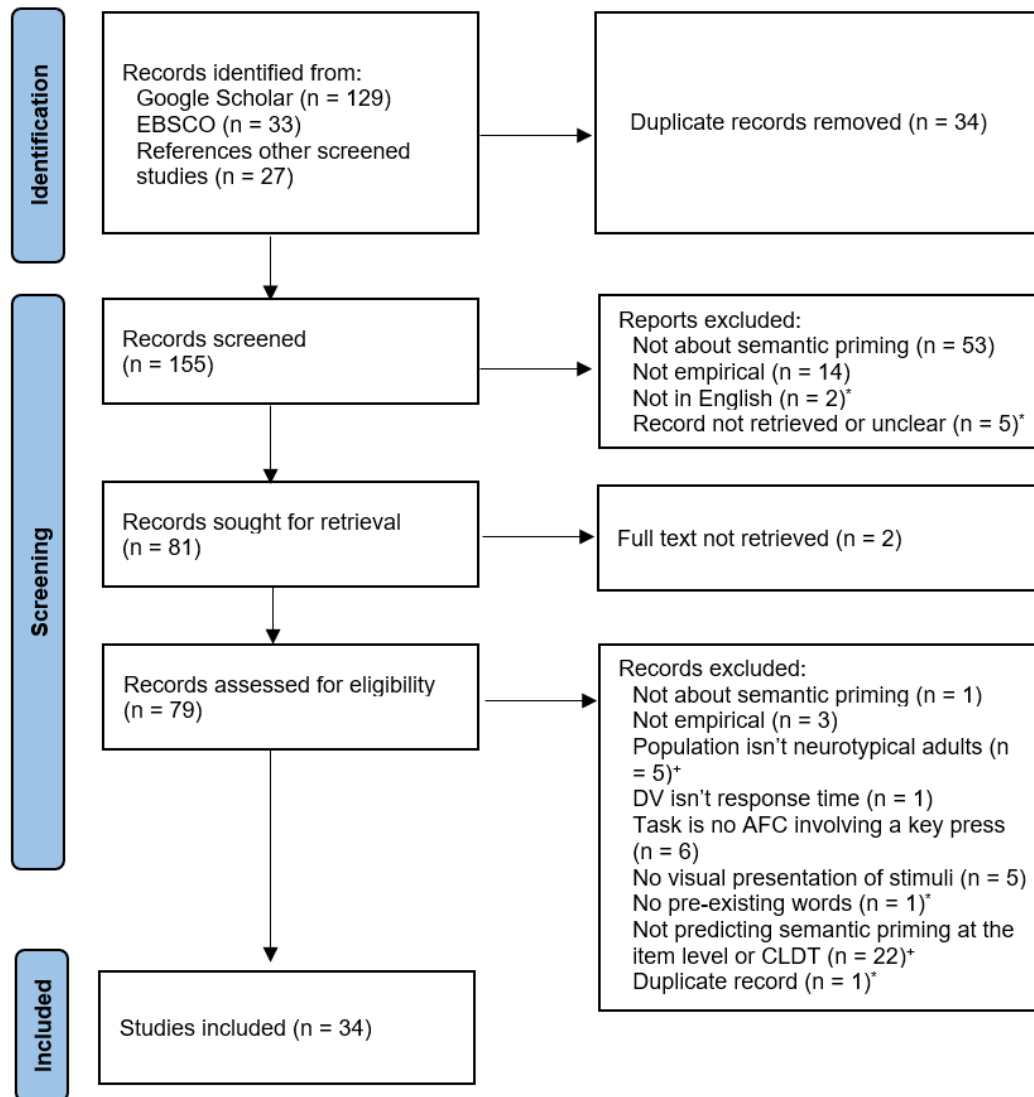 Identification
Records identified from:
Google Scholar (n = 129)
EBSCO (n = 33)
References other screened
studies (n = 27)
Duplicate records removed (n = 34)
Screening
Records screened
(n = 155)
Reports excluded:
Not about semantic priming (n = 53)
Not empirical (n = 14)
Not in English (n = 2)*
Record not retrieved or unclear (n = 5)*
Records sought for retrieval
(n = 81)
Full text not retrieved (n = 2)
Records assessed for eligibility
(n = 79)
Records excluded:
Not about semantic priming (n = 1)
Not empirical (n = 3)
Population isn’t neurotypical adults (n
= 5)+
DV isn’t response time (n = 1)
Task is no AFC involving a key press
(n = 6)
No visual presentation of stimuli (n = 5)
No pre-existing words (n = 1)*
Not predicting semantic priming at the
item level or CLDT (n = 22)+
Duplicate record (n = 1)*
Included
Studies included (n = 34)